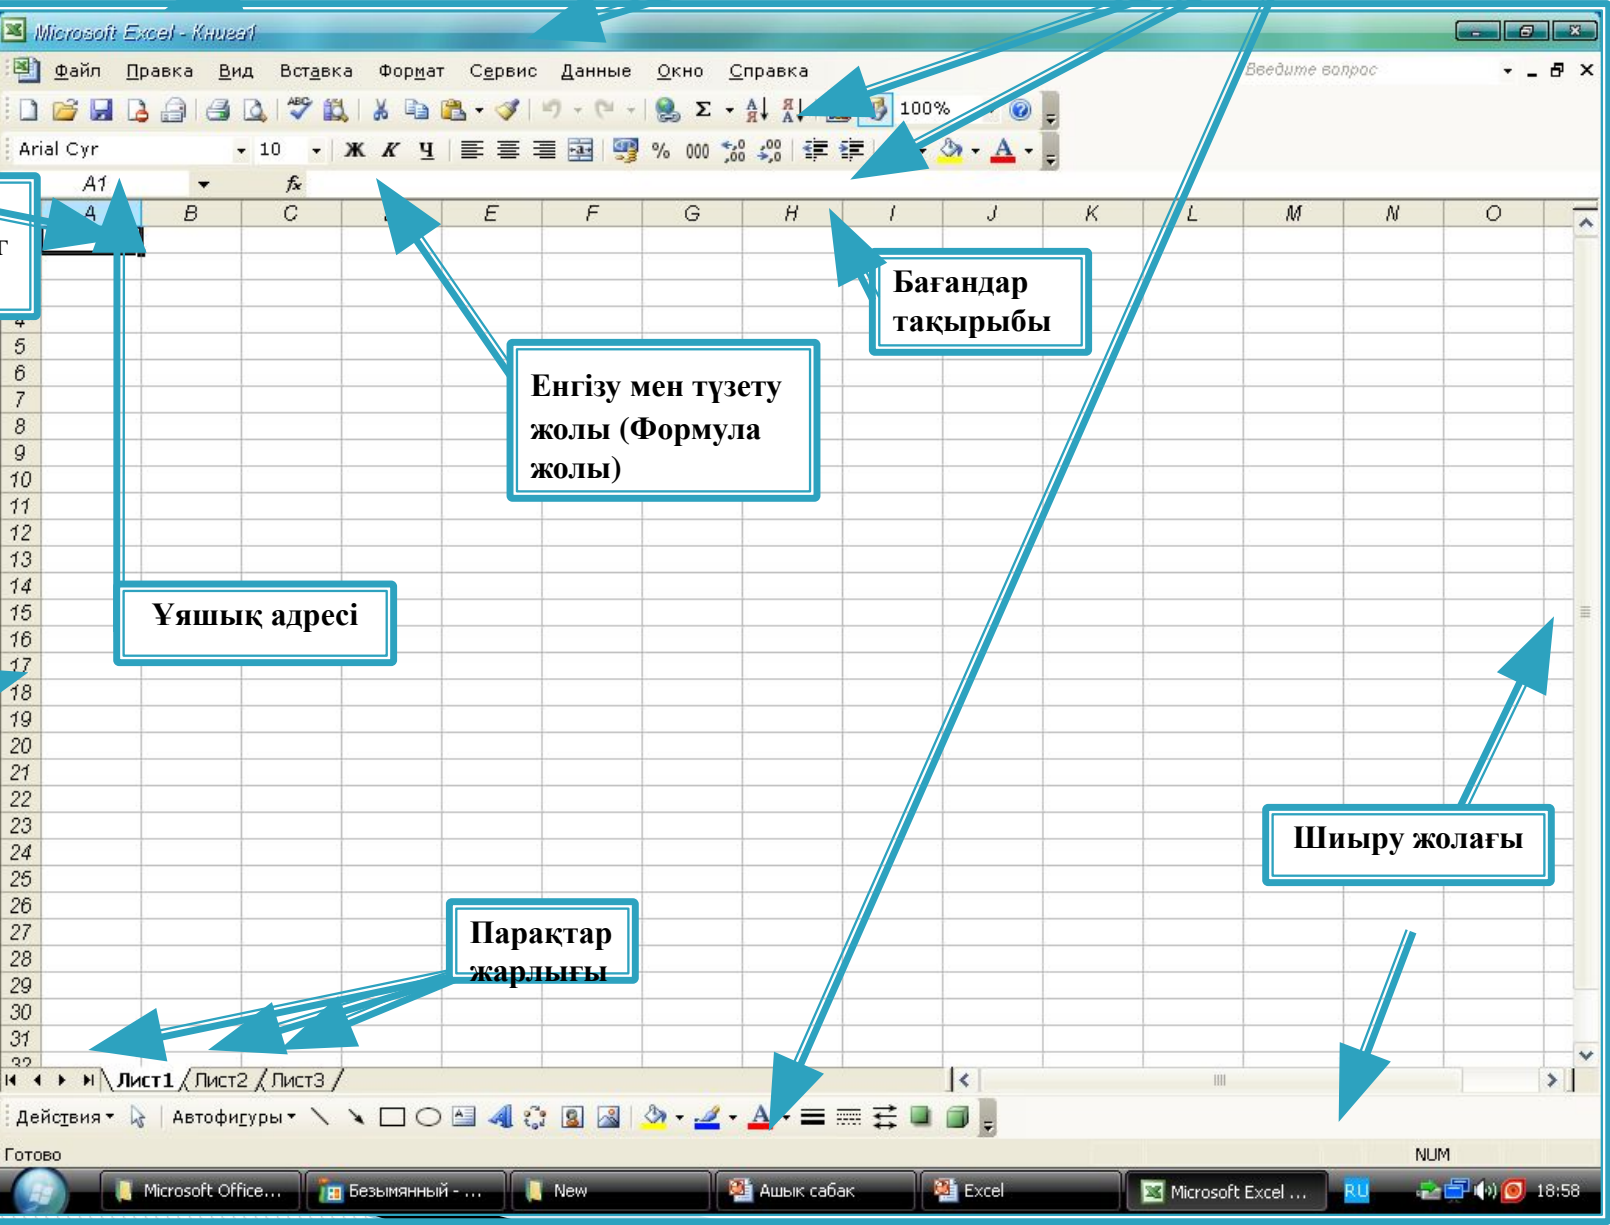 Microsoft Excel - Книга1
Файл Правка Вид Вставка Формат Сервис Данные Окно Справка Введите вопрос
100%
Arial Cyr 10 Ж К Ч % 000
A1 fx
A B C E F G H I J K L M N O
т
Бағандар
тақырыбы
4
5
6
7
8
9
10
11
12
13
14
15
16
17
18
19
20
21
22
23
24
25
26
27
28
29
30
31
32
Енгізу мен түзету
жолы (Формула
жолы)
Ұяшық адресі
Шиыру жолағы
Парақтар
жарлығы
Лист1 Лист2 Лист3
Действия Автофигуры
Готово NUM
Microsoft Office... Безымянный - ... New Ашык сабак Excel Microsoft Excel ... RU 18:58